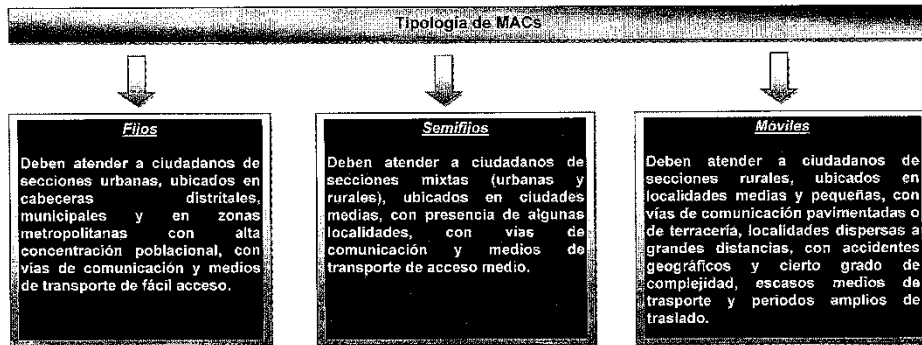 Tipología de MACs
Fijos
Deben atender a ciudadanos de
secciones urbanas, ubicados en
cabeceras distritales,
municipales y en zonas
metropolitanas con alta
concentración poblacional, con
vías de comunicación y medios
de transporte de fácil acceso.
Semifijos
Deben atender a ciudadanos de
secciones mixtas (urbanas y
rurales), ubicados en ciudades
medias, con presencia de algunas
localidades, con vías de
comunicación y medios de
transporte de acceso medio.
Móviles
Deben atender a ciudadanos de
secciones rurales, ubicados en
localidades medias y pequeñas, con
vías de comunicación pavimentadas o
de terracería, localidades dispersas a
grandes distancias, con accidentes
geográficos y cierto grado de
complejidad, escasos medios de
trasporte y periodos amplios de
traslado.